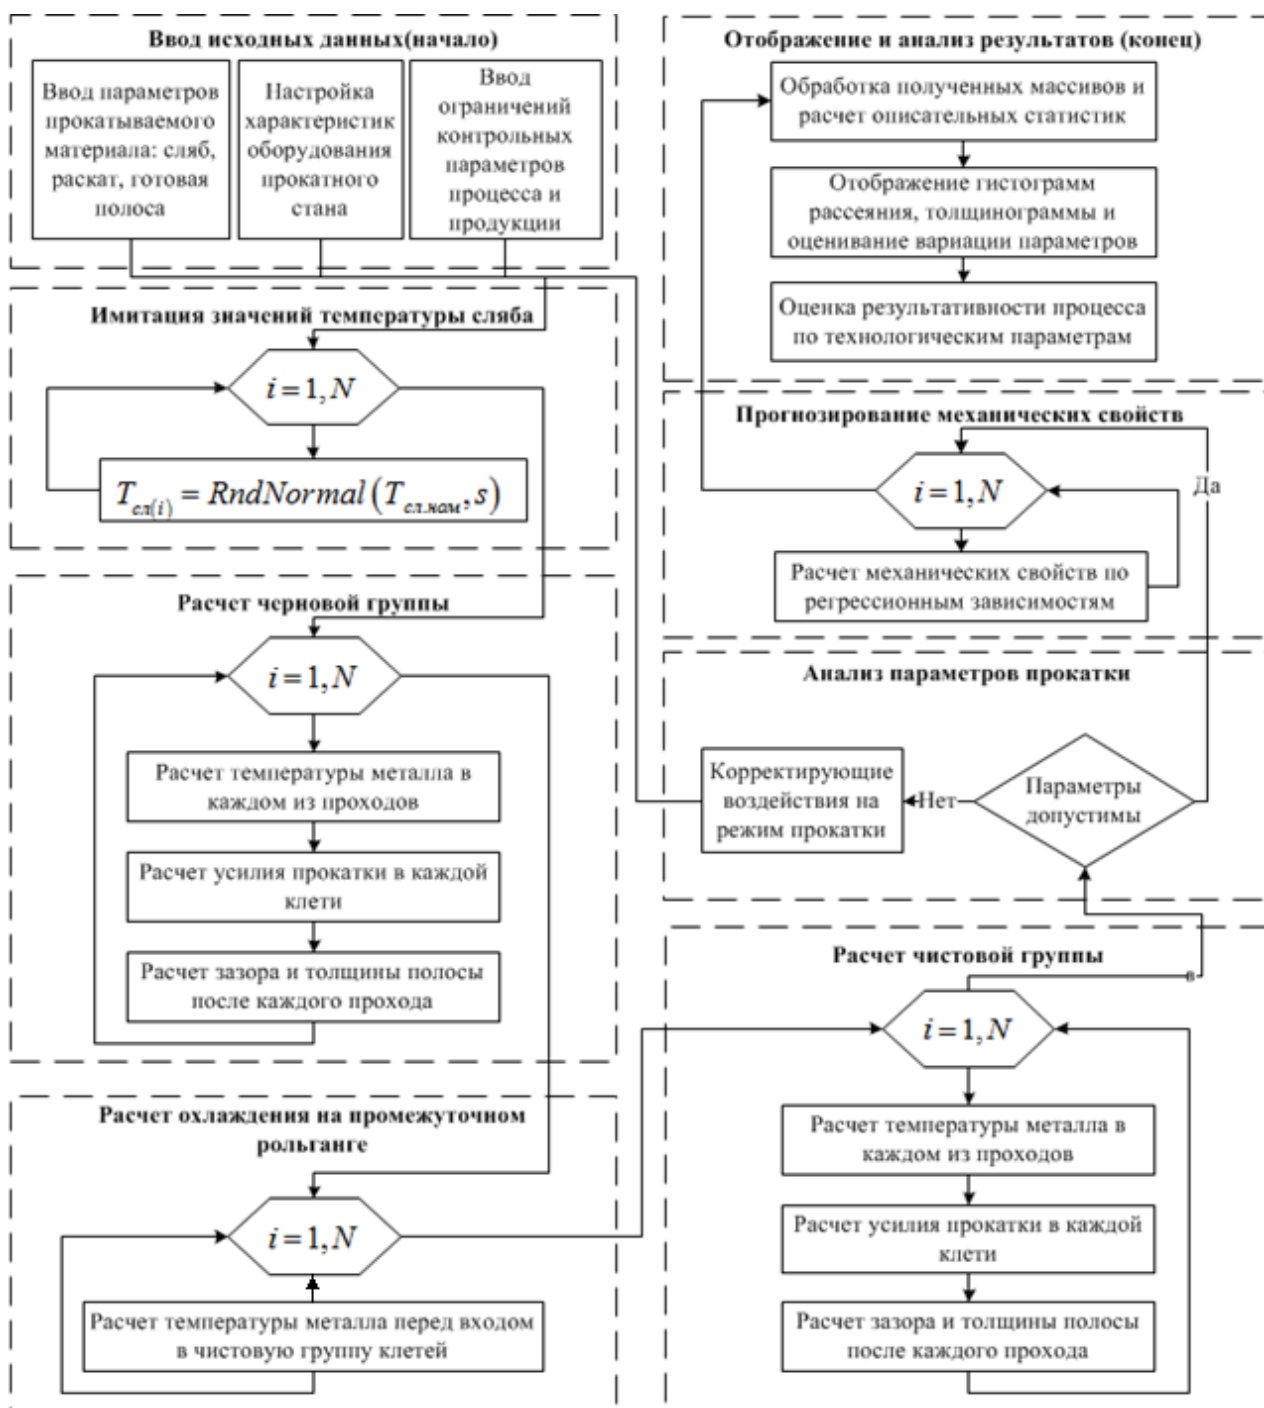 Ввод исходных данных(начало)
Ввод параметров
прокатываемого
материала: сляб,
раскат, готовая
полоса
Настройка
характеристик
оборудования
прокатного
стана
Ввод
ограничений
контрольных
параметров
процесса и
продукции
Имитация значений температуры сляба
i = 1, N
T сл(i) = RndNormal (T сл.ном, s)
Расчет черновой группы
i = 1, N
Расчет температуры металла в
каждом из проходов
Расчет усилия прокатки в каждой
клети
Расчет зазора и толщины полосы
после каждого прохода
Расчет охлаждения на промежуточном
рольганге
i = 1, N
Расчет температуры металла перед входом
в чистовую группу клетей
Отображение и анализ результатов (конец)
Обработка полученных массивов и
расчет описательных статистик
Отображение гистограмм
рассеяния, толщинограммы и
оценивание вариации параметров
Оценка результативности процесса
по технологическим параметрам
Прогнозирование механических свойств
i = 1, N
Да
Расчет механических свойств по
регрессионным зависимостям
Анализ параметров прокатки
Корректирующие
воздействия на
режим прокатки
Нет
Параметры
допустимы
Расчет чистовой группы
в
i = 1, N
Расчет температуры металла в
каждом из проходов
Расчет усилия прокатки в каждой
клети
Расчет зазора и толщины полосы
после каждого прохода